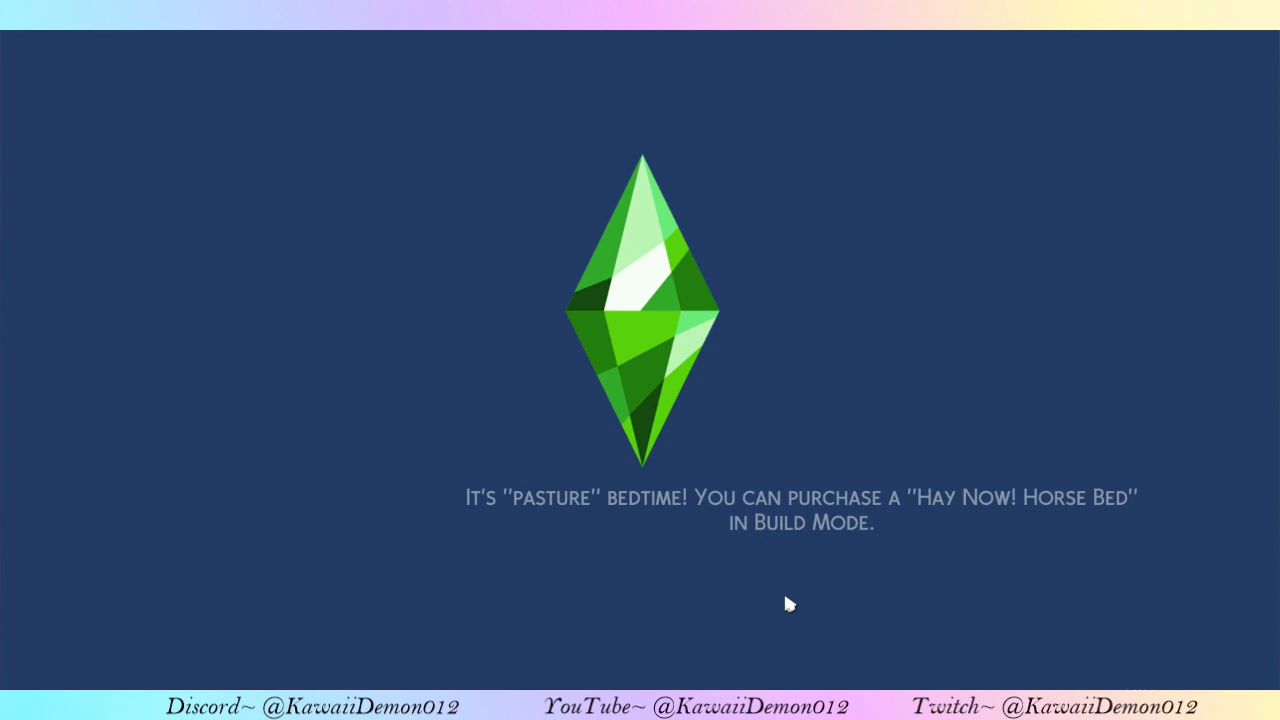 It's "pasture" bedtime! You can purchase a "Hay Now! Horse Bed"
in Build Mode.
Discord~ @KawaiiDemon012 YouTube~ @KawaiiDemon012 Twitch~ @KawaiiDemon012